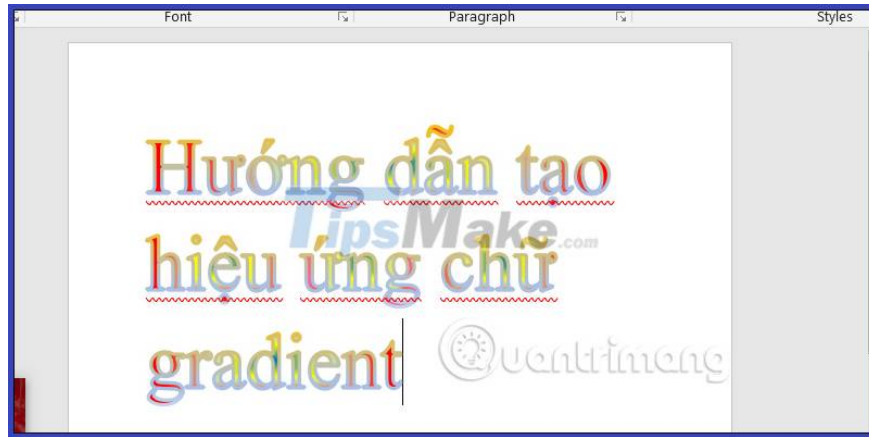 Font Paragraph Styles
Hướng dẫn tạo
TipsMake.com
hiệu ứng chữ
gradient
Quantrimang